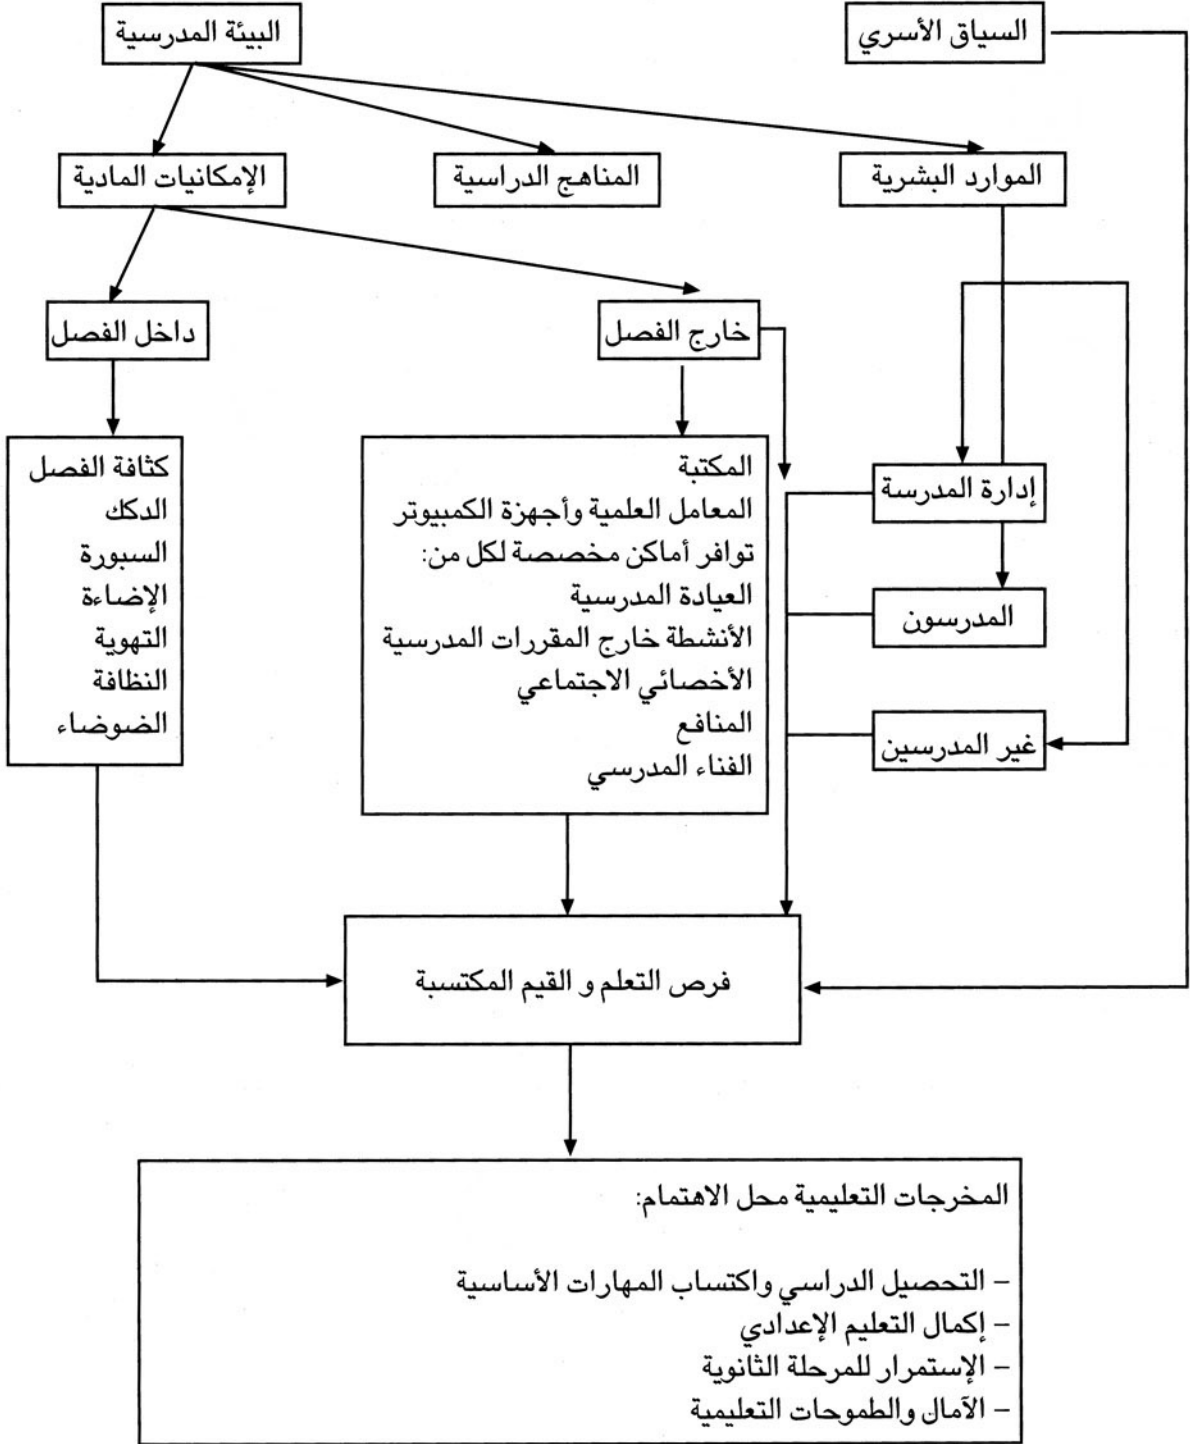 السياق الأسري
البيئة المدرسية
الموارد البشرية
المناهج الدراسية
الإمكانيات المادية
خارج الفصل
داخل الفصل
إدارة المدرسة
المدرسون
غير المدرسين
المكتبة
المعامل العلمية وأجهزة الكمبيوتر
توافر أماكن مخصصة لكل من:
العيادة المدرسية
الأنشطة خارج المقررات المدرسية
الأخصائي الاجتماعي
المنافع
الفناء المدرسي
كثافة الفصل
الدكك
السبورة
الإضاءة
التهوية
النظافة
الضوضاء
فرص التعلم و القيم المكتسبة
المخرجات التعليمية محل الاهتمام:
– التحصيل الدراسي واكتساب المهارات الأساسية
– إكمال التعليم الإعدادي
– الإستمرار للمرحلة الثانوية
– الآمال والطموحات التعليمية